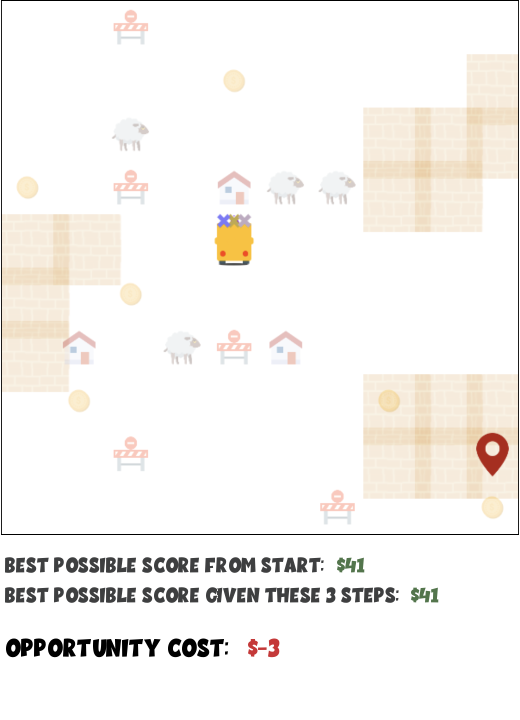 BEST POSSIBLE SCORE FROM START: $41
BEST POSSIBLE SCORE GIVEN THESE 3 STEPS: $41
OPPORTUNITY COST: $-3